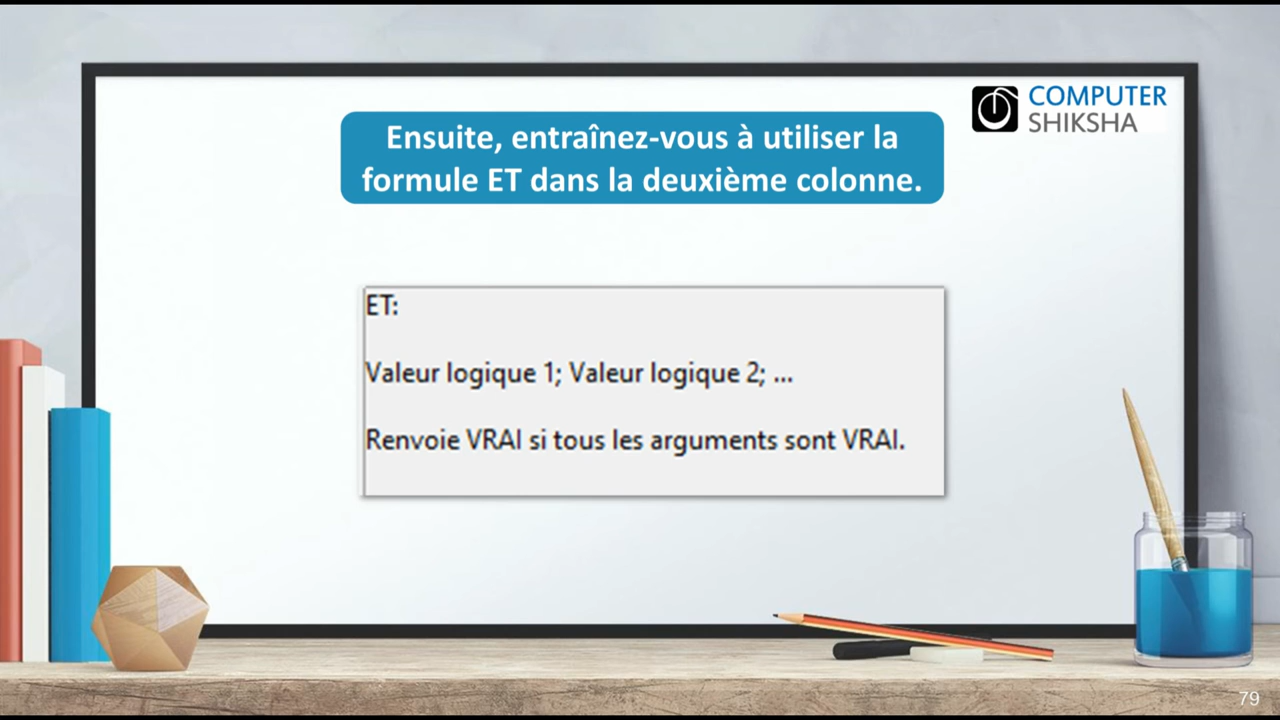 COMPUTER
SHIKSHA
Ensuite, entraînez-vous à utiliser la
formule ET dans la deuxième colonne.
ET:
Valeur logique 1; Valeur logique 2; ...
Renvoie VRAI si tous les arguments sont VRAI.
79